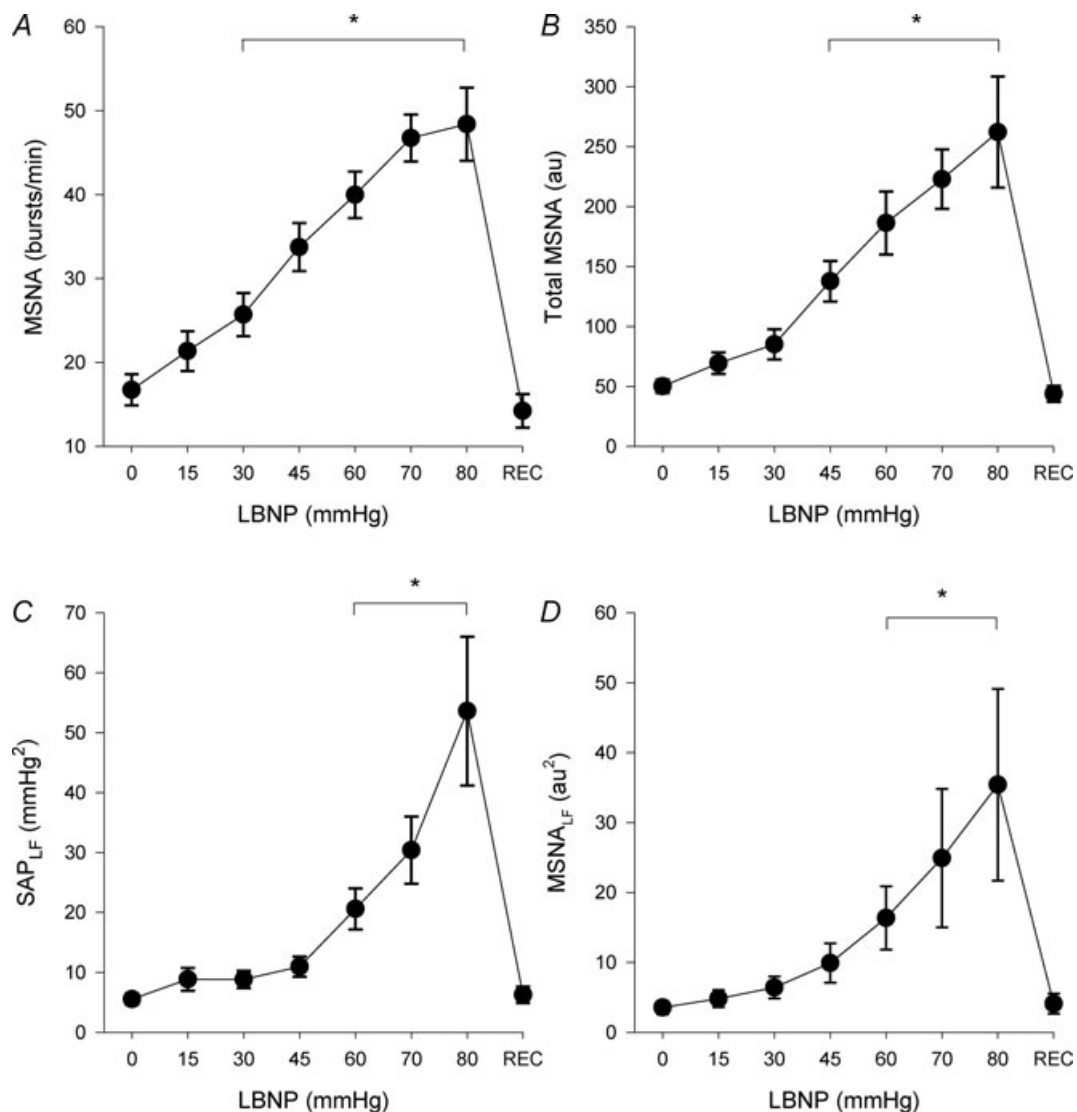 A
*
60
50
40
30
20
10
MSNA (bursts/min)
0 15 30 45 60 70 80 REC
LBNP (mmHg)
B
*
350
300
250
200
150
100
50
0
Total MSNA (au)
0 15 30 45 60 70 80 REC
LBNP (mmHg)
C
*
70
60
50
40
30
20
10
0
SAP_LF (mmHg²)
0 15 30 45 60 70 80 REC
LBNP (mmHg)
D
*
60
50
40
30
20
10
0
MSNA_LF (au²)
0 15 30 45 60 70 80 REC
LBNP (mmHg)